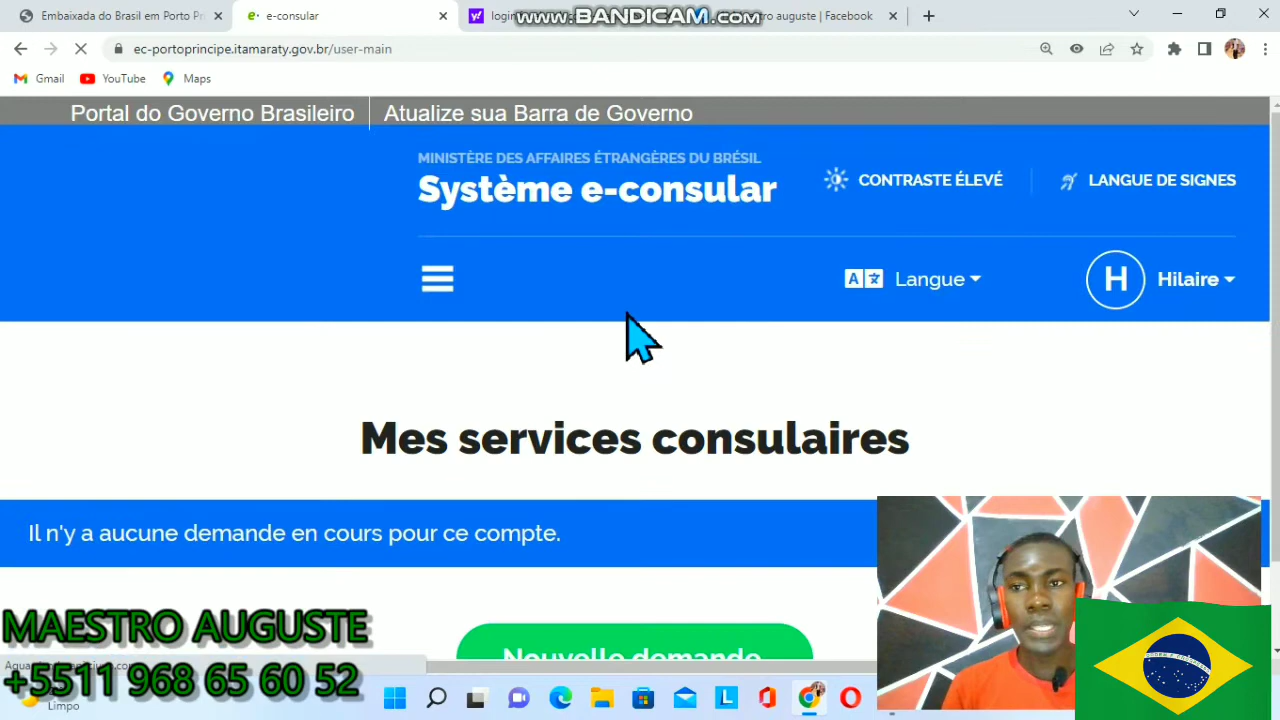 Embaixada do Brasil em Porto Pr
e-consular
login
www.BANDICAM.com
stro auguste | Facebook
ec-portoprincipe.itamaraty.gov.br/user-main
Gmail
YouTube
Maps
Portal do Governo Brasileiro
Atualize sua Barra de Governo
MINISTÈRE DES AFFAIRES ÉTRANGÈRES DU BRÉSIL
Système e-consular
CONTRASTE ÉLEVÉ
LANGUE DE SIGNES
Langue
H
Hilaire
Mes services consulaires
Il n'y a aucune demande en cours pour ce compte.
Nouvelle demande
MAESTRO AUGUSTE
+5511 968 65 60 52
Limpo